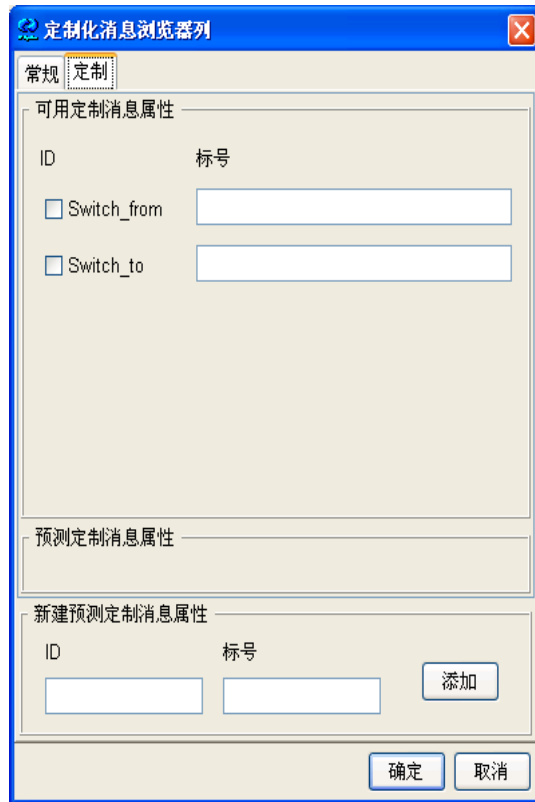 定制化消息浏览器列
常规 定制
可用定制消息属性
ID 标号
Switch_from
Switch_to
预测定制消息属性
新建预测定制消息属性
ID 标号
添加
确定 取消